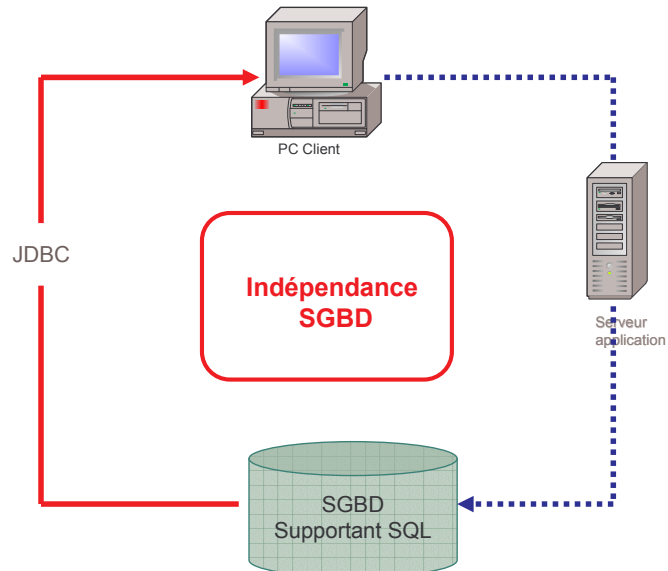 PC Client
JDBC
Indépendance
SGBD
Serveur
application
SGBD
Supportant SQL